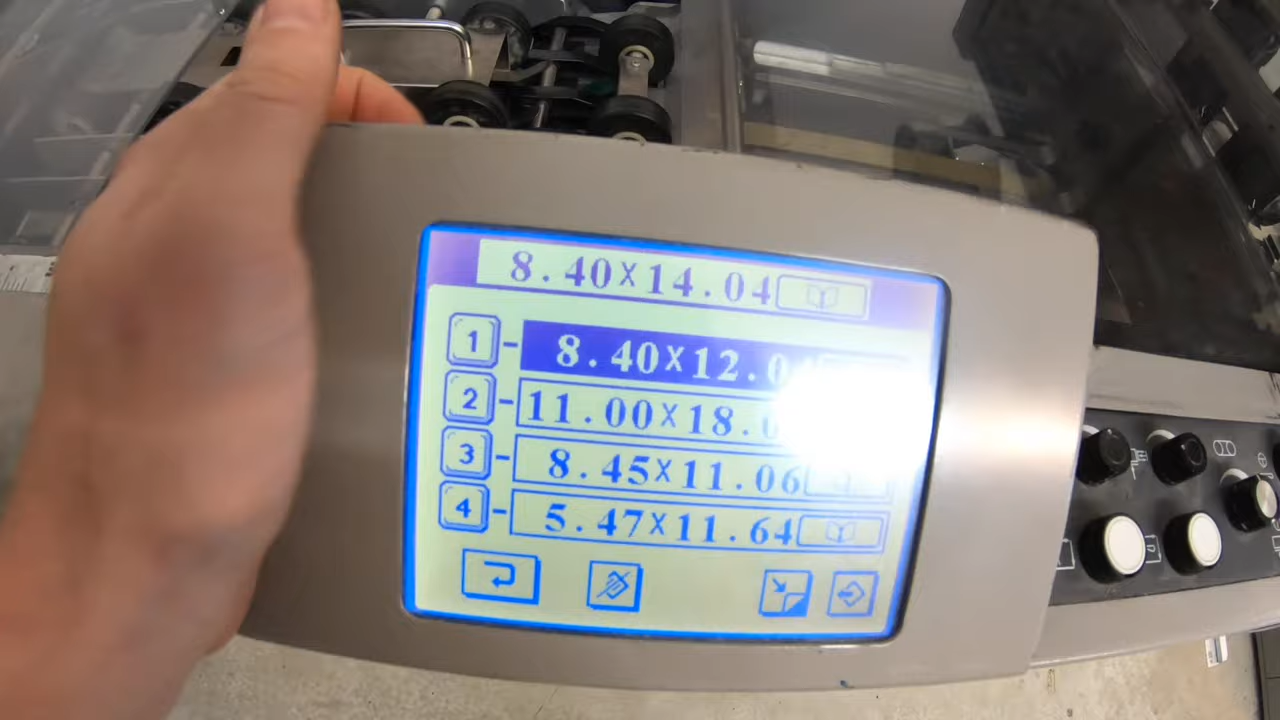 8.40×14.04
1 - 8.40×12.04
2 - 11.00×18.0
3 - 8.45×11.06
4 - 5.47×11.64